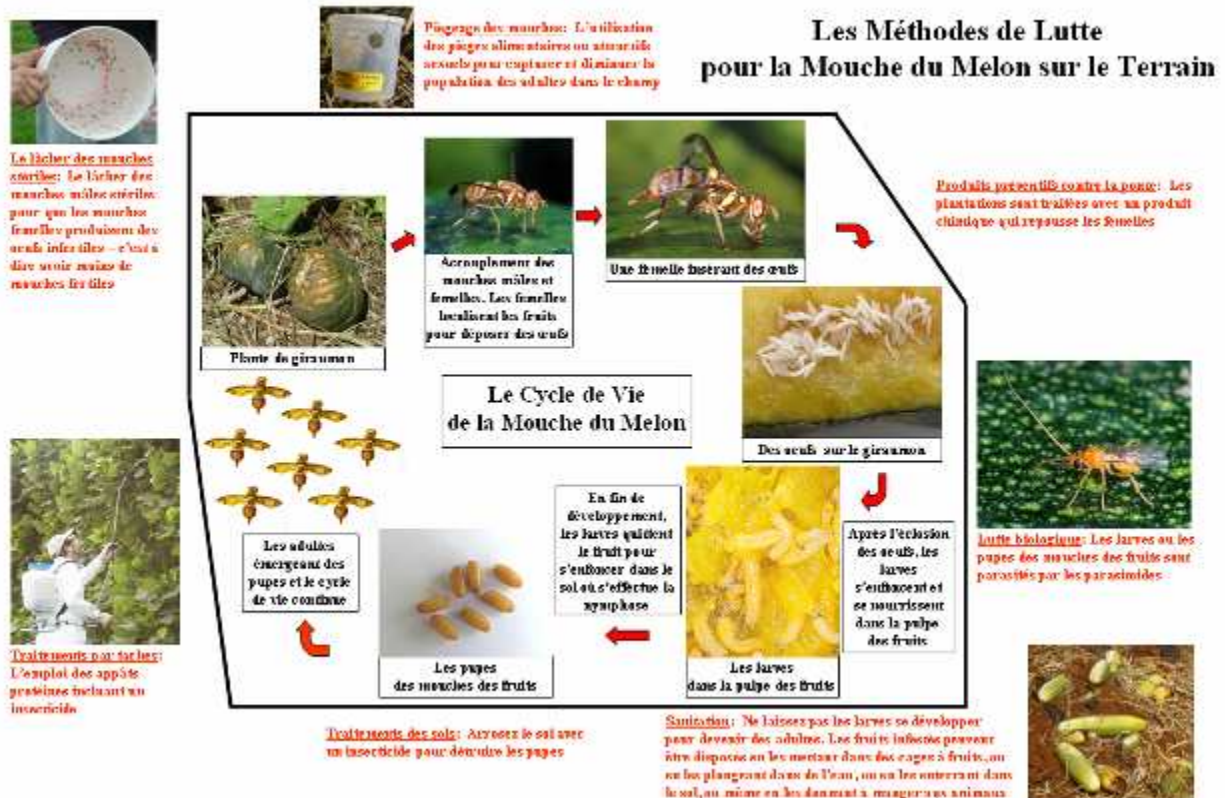 Les Méthodes de Lutte
pour la Mouche du Melon sur le Terrain
Piégeage des mouches: L'utilisation
des pièges alimentaires ou attractifs
sexuels pour capturer et diminuer la
population des adultes dans le champ
Le lâcher des mouches
stériles: Le lâcher des
mouches mâles stériles
pour que les mouches
femelles produisent des
oeufs infertiles – c'est à
dire avoir moins de
mouches fertiles
Produits préventifs contre la ponte: Les
plantations sont traitées avec un produit
chimique qui repousse les femelles
Plante de giraumon
Accouplement des
mouches mâles et
femelles. Les femelles
localisent les fruits
pour déposer des œufs
Une femelle insérant des œufs
Des oeufs sur le giraumon
Le Cycle de Vie
de la Mouche du Melon
Après l'éclosion
des oeufs, les
larves
s'enfoncent et
se nourrissent
dans la pulpe
des fruits
Les larves
dans la pulpe des fruits
En fin de
développement,
les larves quittent
le fruit pour
s'enfoncer dans le
sol où s'effectue la
nymphose
Les pupes
des mouches des fruits
Les adultes
émergeant des
pupes et le cycle
de vie continue
Lutte biologique: Les larves ou les
pupes des mouches des fruits sont
parasités par les parasitoides
Traitements par taches:
L'emploi des appâts
protéines incluant un
insecticide
Traitements des sols: Arrosez le sol avec
un insecticide pour détruire les pupes
Sanitation: Ne laissez pas les larves se développer
pour devenir des adultes. Les fruits infestés peuvent
être disposés en les mettant dans des cages à fruits, ou
en les plongeant dans de l'eau, ou en les enterrant dans
le sol, ou même en les donnant à manger aux animaux